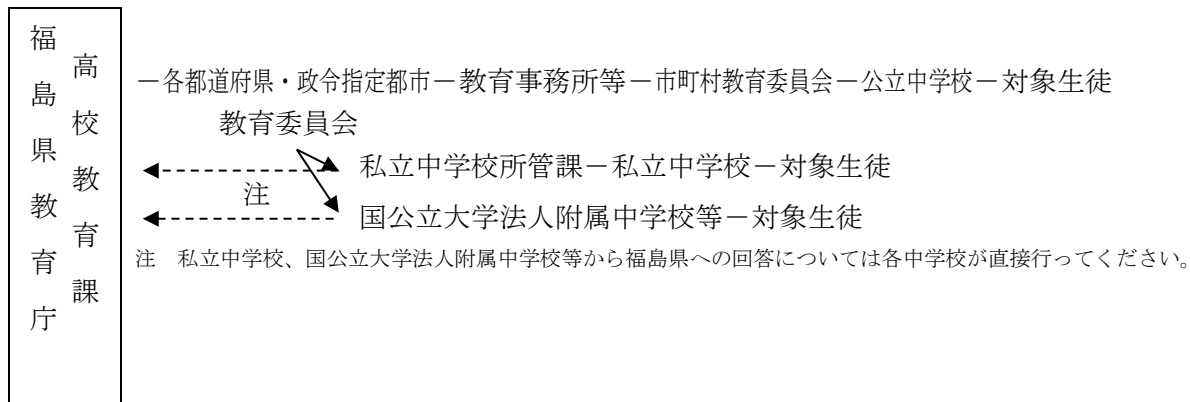 福島県教育庁
高校教育課
－各都道府県・政令指定都市－教育事務所等－市町村教育委員会－公立中学校－対象生徒
教育委員会
私立中学校所管課－私立中学校－対象生徒
注
国公立大学法人附属中学校等－対象生徒
注　私立中学校、国公立大学法人附属中学校等から福島県への回答については各中学校が直接行ってください。